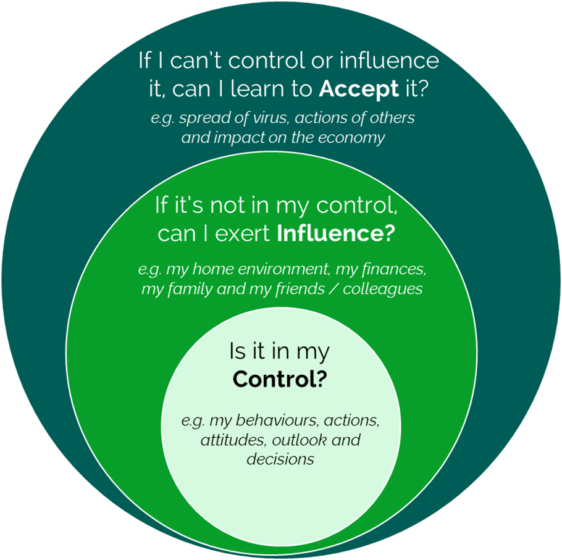 If I can't control or influence
it, can I learn to Accept it?
e.g. spread of virus, actions of others
and impact on the economy
If it's not in my control,
can I exert Influence?
e.g. my home environment, my finances,
my family and my friends / colleagues
Is it in my
Control?
e.g. my behaviours, actions,
attitudes, outlook and
decisions